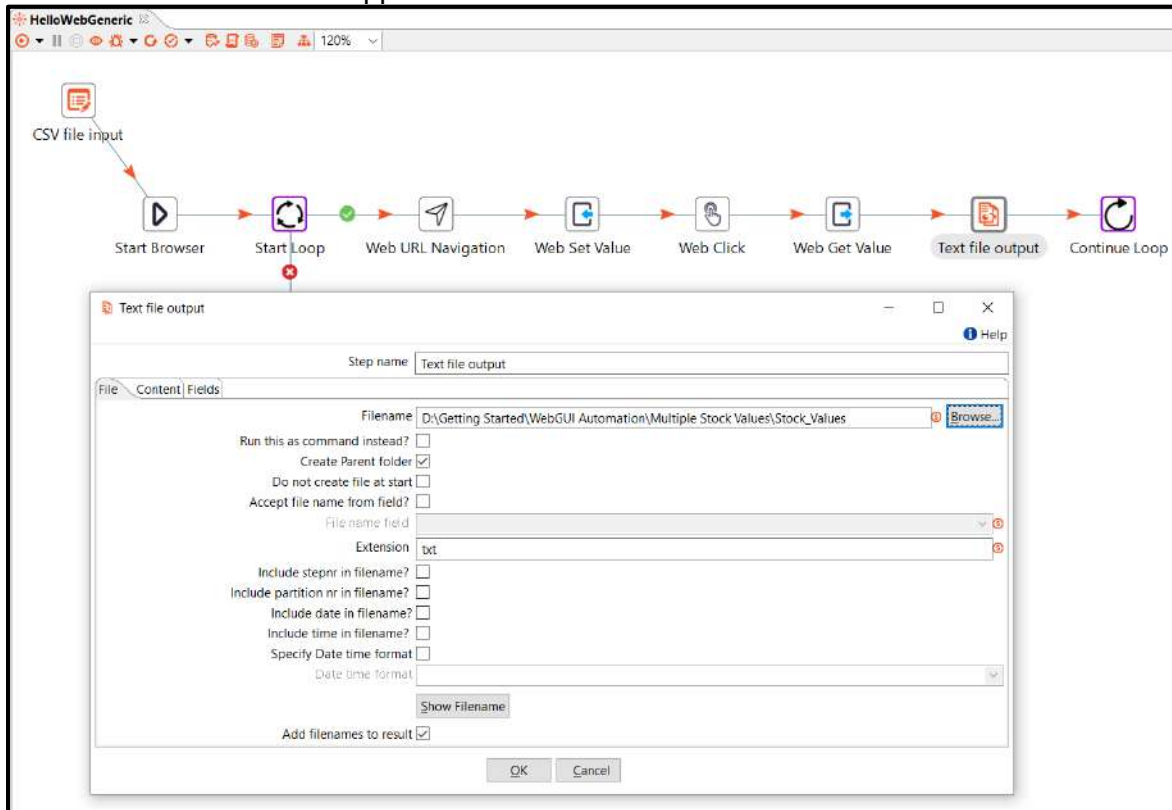 HelloWebGeneric
120%
CSV file input
Start Browser
Start Loop
Web URL Navigation
Web Set Value
Web Click
Web Get Value
Text file output
Continue Loop
Text file output
Help
Step name Text file output
File Content Fields
Filename D:\Getting Started\WebGUI Automation\Multiple Stock Values\Stock_Values Browse...
Run this as command instead?
Create Parent folder
Do not create file at start
Accept file name from field?
File name field
Extension txt
Include stepnr in filename?
Include partition nr in filename?
Include date in filename?
Include time in filename?
Specify Date time format
Date time format
Show Filename
Add filenames to result
OK Cancel